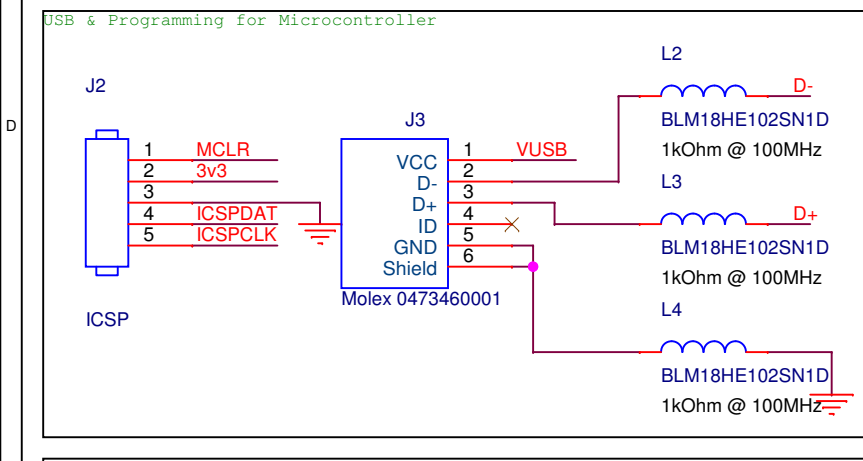 USB & Programming for Microcontroller
D
J2
1 MCLR
2 3v3
3
4 ICSPDAT
5 ICSPCLK
ICSP
J3
VCC 1 VUSB
D- 2
D+ 3
ID 4
GND 5
Shield 6
Molex 0473460001
L2
D-
BLM18HE102SN1D
1kOhm @ 100MHz
L3
D+
BLM18HE102SN1D
1kOhm @ 100MHz
L4
BLM18HE102SN1D
1kOhm @ 100MHz